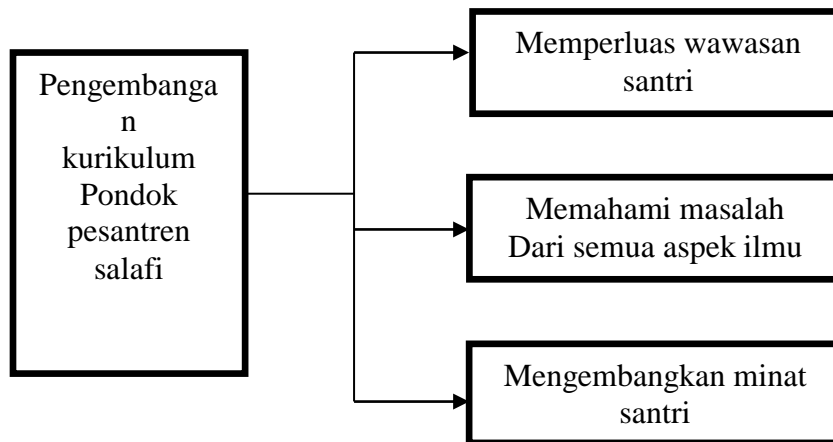 Pengembanga
n
kurikulum
Pondok
pesantren
salafi
Memperluas wawasan
santri
Memahami masalah
Dari semua aspek ilmu
Mengembangkan minat
santri